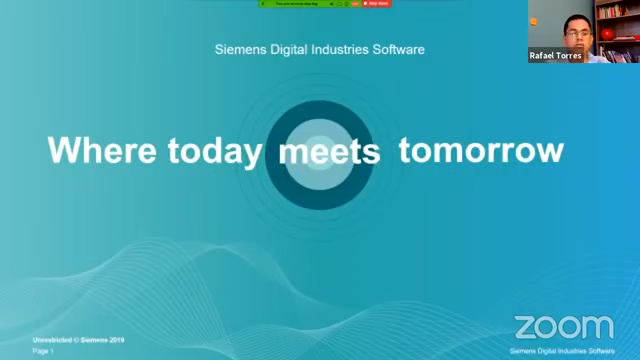 Siemens Digital Industries Software
Rafael Torres
Where today meets tomorrow
Unrestricted © Siemens 2019
Page 1
zoom
Siemens Digital Industries Software